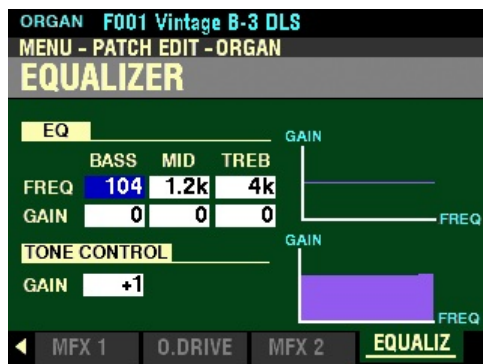 ORGAN F001 Vintage B-3 DLS
MENU - PATCH EDIT - ORGAN
EQUALIZER
EQ
BASS MID TREB
FREQ 104 1.2k 4k
GAIN 0 0 0
GAIN
FREQ
TONE CONTROL
GAIN +1
GAIN
FREQ
MFX 1 O.DRIVE MFX 2 EQUALIZ